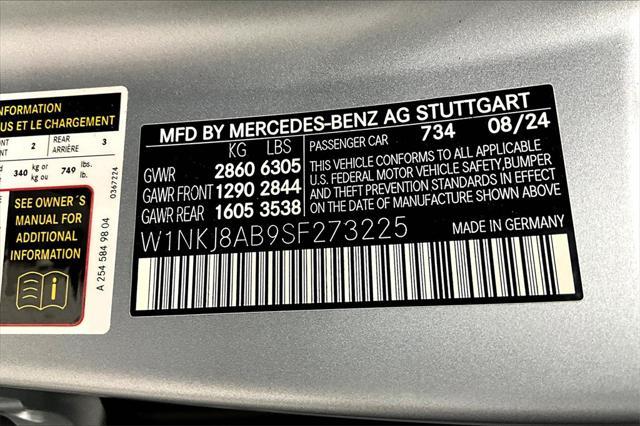 INFORMATION
US ET LE CHARGEMENT
FRONT 2 REAR 3
ARRIÈRE
340 kg or 749 lbs.
kg ou lb.
SEE OWNER´S
MANUAL FOR
ADDITIONAL
INFORMATION
i
0367224
A 254 584 98 04
MFD BY MERCEDES-BENZ AG STUTTGART
KG LBS PASSENGER CAR 734 08/24
GVWR 2860 6305
GAWR FRONT 1290 2844
GAWR REAR 1605 3538
THIS VEHICLE CONFORMS TO ALL APPLICABLE
U.S. FEDERAL MOTOR VEHICLE SAFETY, BUMPER
AND THEFT PREVENTION STANDARDS IN EFFECT
ON THE DATE OF MANUFACTURE SHOWN ABOVE
W1NKJ8AB9SF273225 MADE IN GERMANY